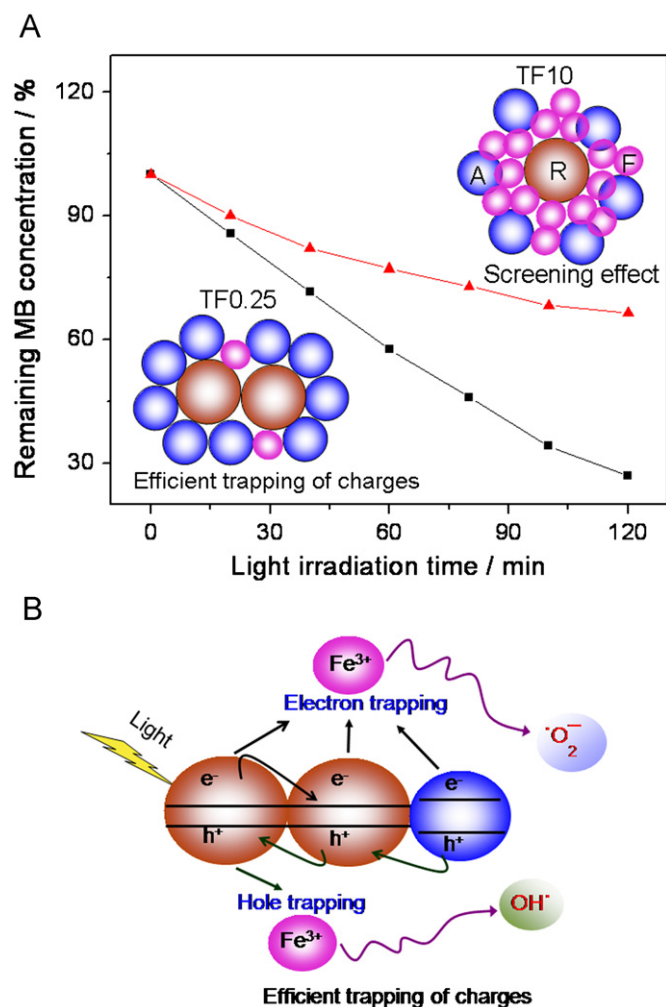 A
Remaining MB concentration / %
120
90
60
30
TF10
A
R
F
Screening effect
TF0.25
Efficient trapping of charges
0
30
60
90
120
Light irradiation time / min
B
Fe³⁺
Electron trapping
Light
·O₂⁻
e⁻
e⁻
e⁻
h⁺
h⁺
h⁺
Hole trapping
OH·
Fe³⁺
Efficient trapping of charges